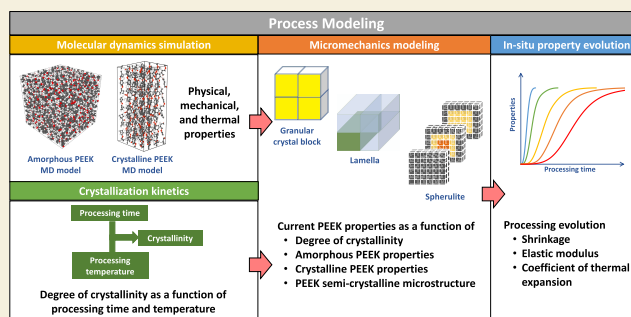 Process Modeling
Molecular dynamics simulation
Physical,
mechanical,
and thermal
properties
Amorphous PEEK
MD model
Crystalline PEEK
MD model
Crystallization kinetics
Processing time
Crystallinity
Processing
temperature
Degree of crystallinity as a function of
processing time and temperature
Micromechanics modeling
Granular
crystal block
Lamella
Spherulite
Current PEEK properties as a function of
• Degree of crystallinity
• Amorphous PEEK properties
• Crystalline PEEK properties
• PEEK semi-crystalline microstructure
In-situ property evolution
Properties
Processing time
Processing evolution
• Shrinkage
• Elastic modulus
• Coefficient of thermal
expansion